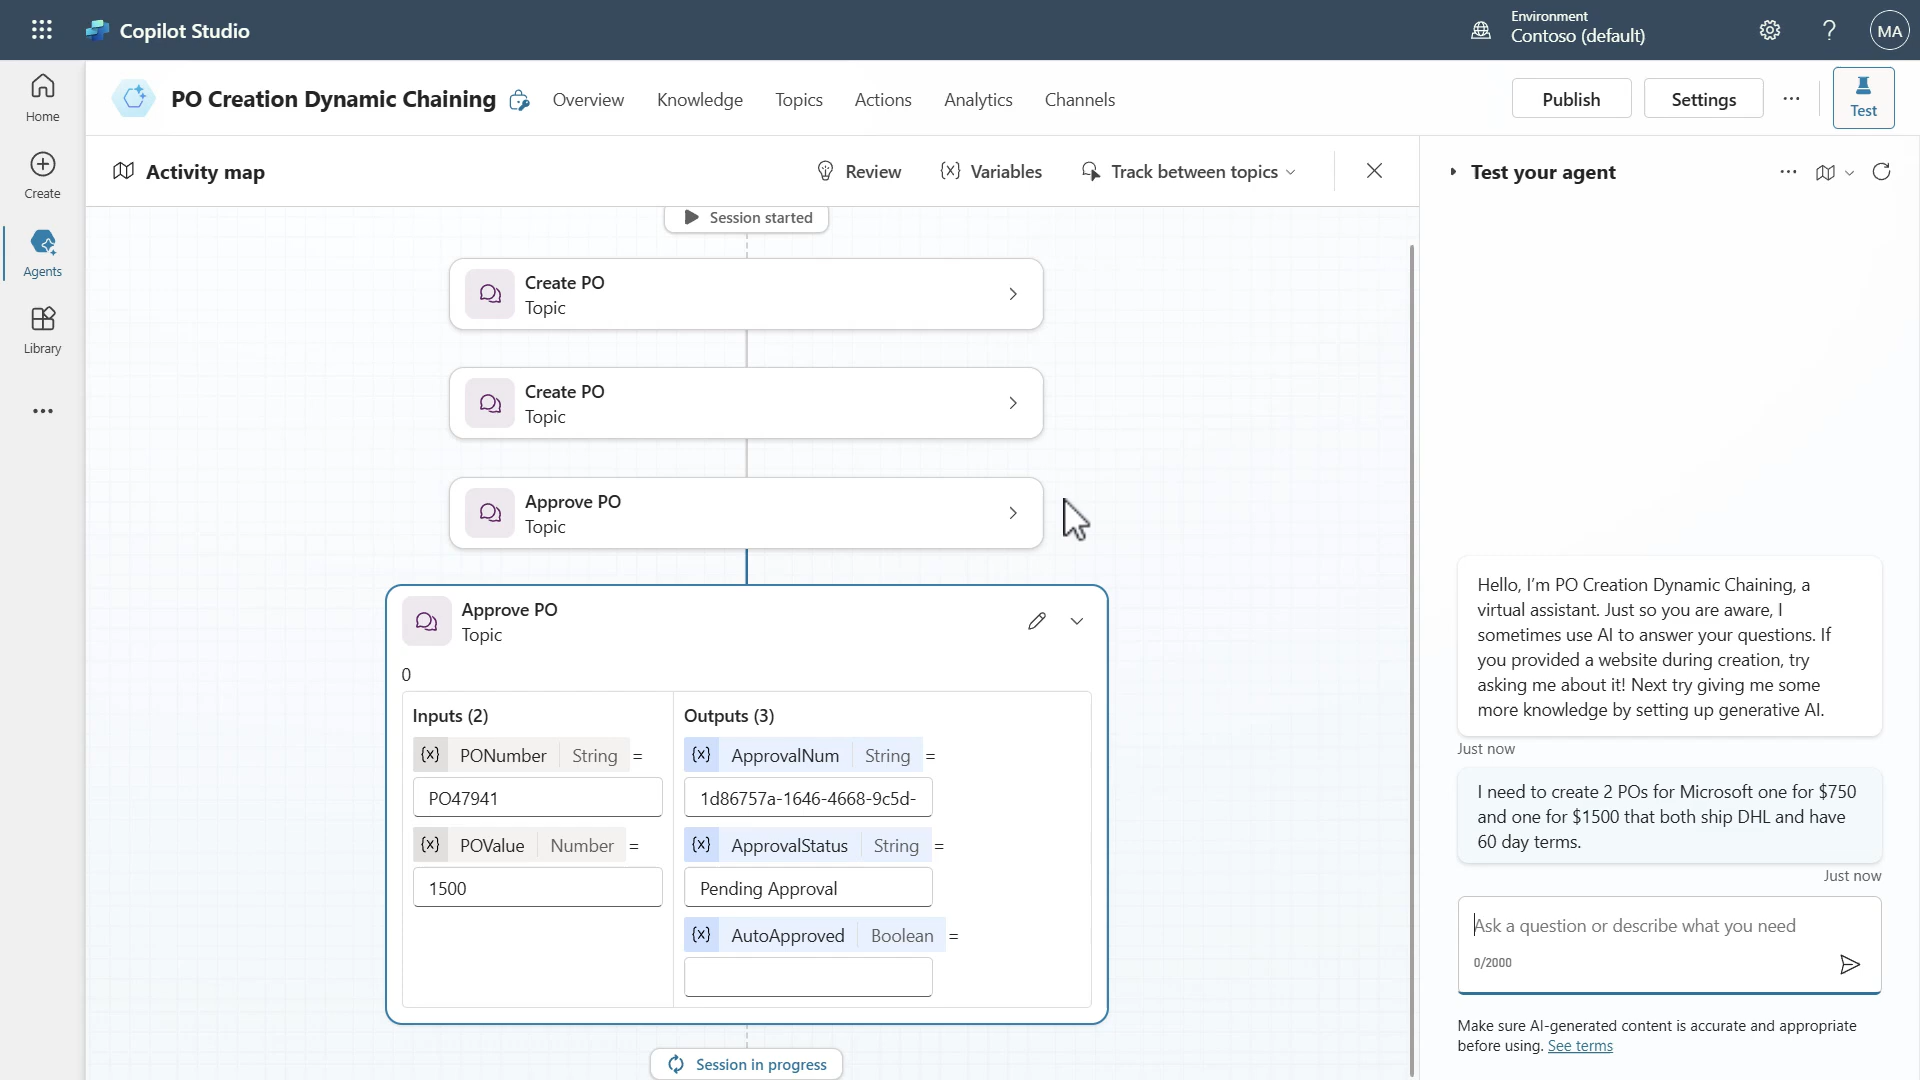 Copilot Studio
Environment
Contoso (default)
MA
Home
Create
Agents
Library
PO Creation Dynamic Chaining
Overview
Knowledge
Topics
Actions
Analytics
Channels
Publish
Settings
Test
Activity map
Review
{x} Variables
Track between topics
Session started
Create PO
Topic
Create PO
Topic
Approve PO
Topic
Approve PO
Topic
0
Inputs (2)
{x} PONumber String =
PO47941
{x} POValue Number =
1500
Outputs (3)
{x} ApprovalNum String =
1d86757a-1646-4668-9c5d-
{x} ApprovalStatus String =
Pending Approval
{x} AutoApproved Boolean =
Session in progress
Test your agent
Hello, I'm PO Creation Dynamic Chaining, a
virtual assistant. Just so you are aware, I
sometimes use AI to answer your questions. If
you provided a website during creation, try
asking me about it! Next try giving me some
more knowledge by setting up generative AI.
Just now
I need to create 2 POs for Microsoft one for $750
and one for $1500 that both ship DHL and have
60 day terms.
Just now
Ask a question or describe what you need
0/2000
Make sure AI-generated content is accurate and appropriate
before using. See terms